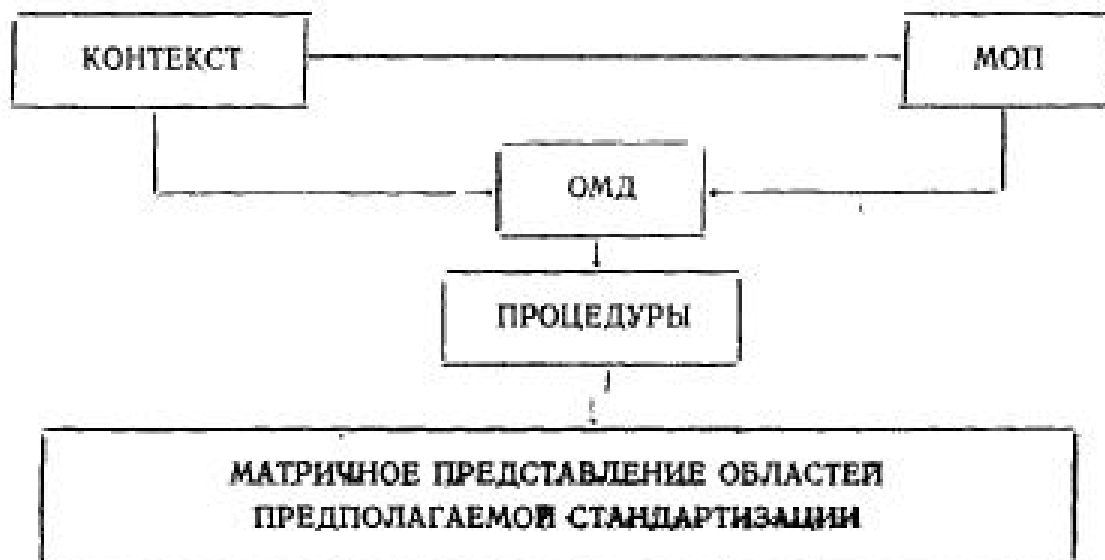 КОНТЕКСТ
МОП
ОМД
ПРОЦЕДУРЫ
МАТРИЧНОЕ ПРЕДСТАВЛЕНИЕ ОБЛАСТЕЙ
ПРЕДПОЛАГАЕМОЙ СТАНДАРТИЗАЦИИ